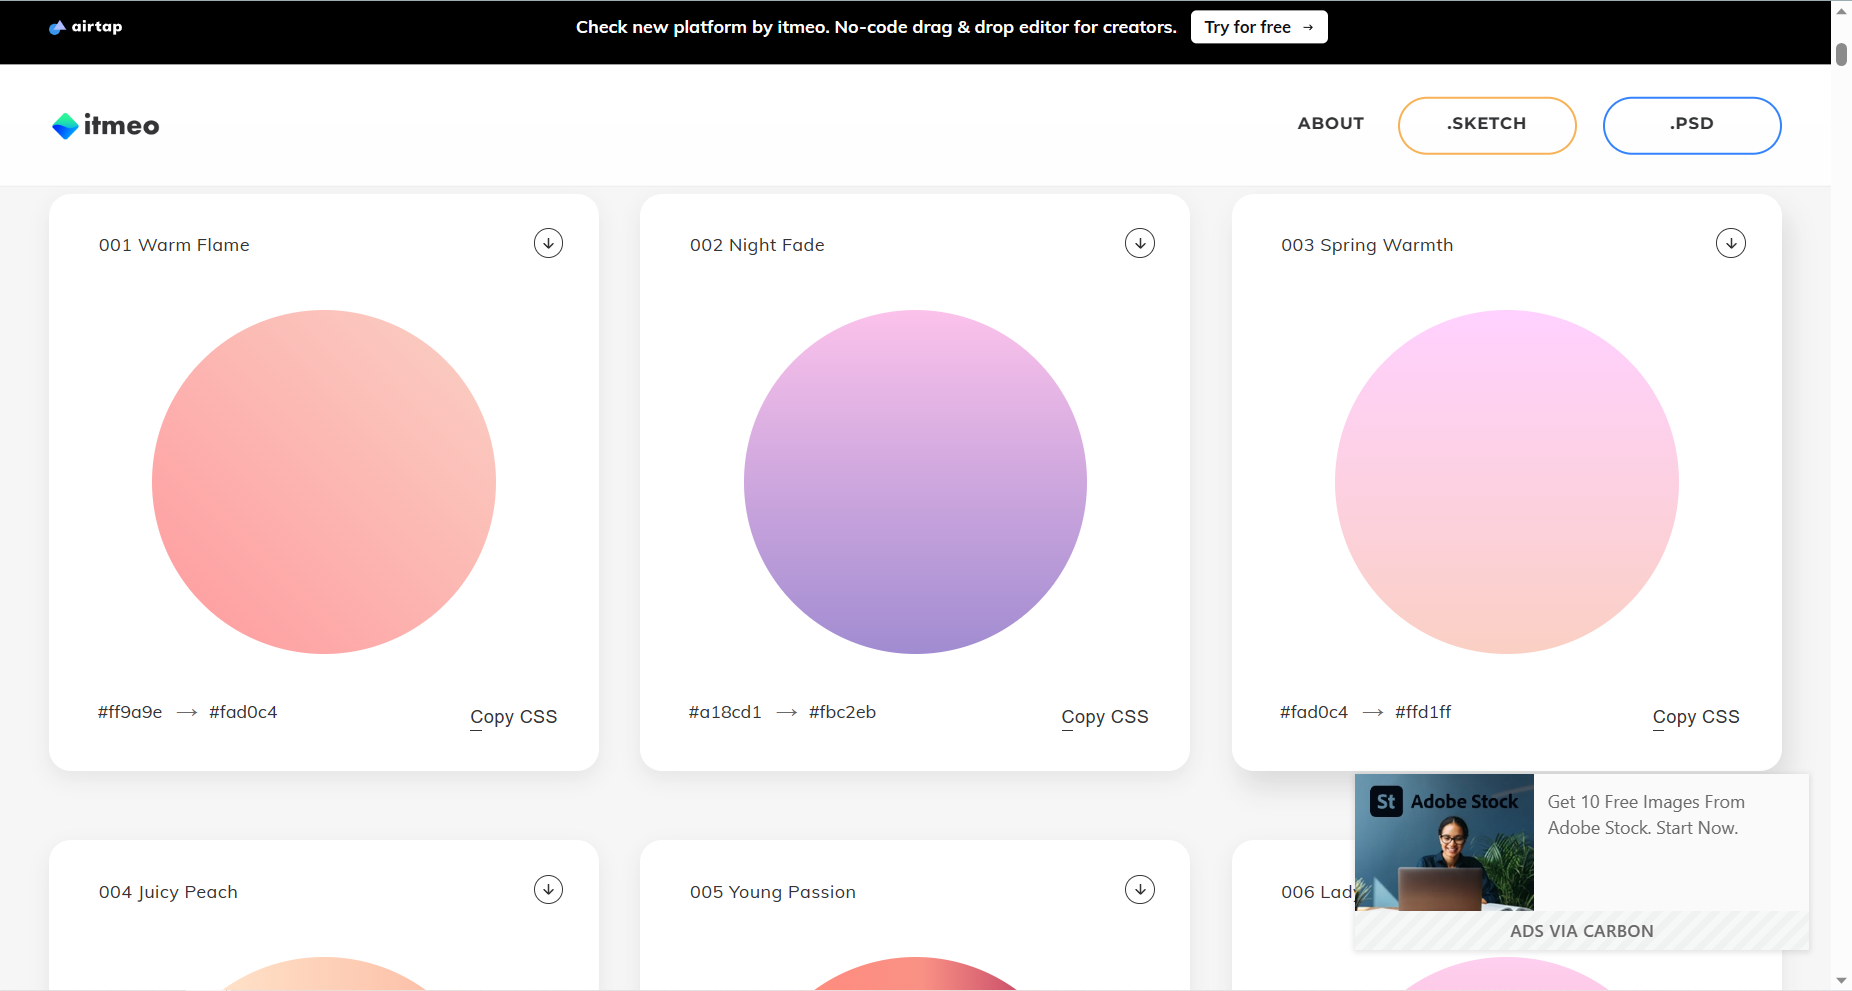 airtap
Check new platform by itmeo. No-code drag & drop editor for creators.
Try for free →
itmeo
ABOUT
.SKETCH
.PSD
001 Warm Flame
002 Night Fade
003 Spring Warmth
#ff9a9e → #fad0c4
Copy CSS
#a18cd1 → #fbc2eb
Copy CSS
#fad0c4 → #ffd1ff
Copy CSS
St Adobe Stock
Get 10 Free Images From
Adobe Stock. Start Now.
ADS VIA CARBON
004 Juicy Peach
005 Young Passion
006 Lady